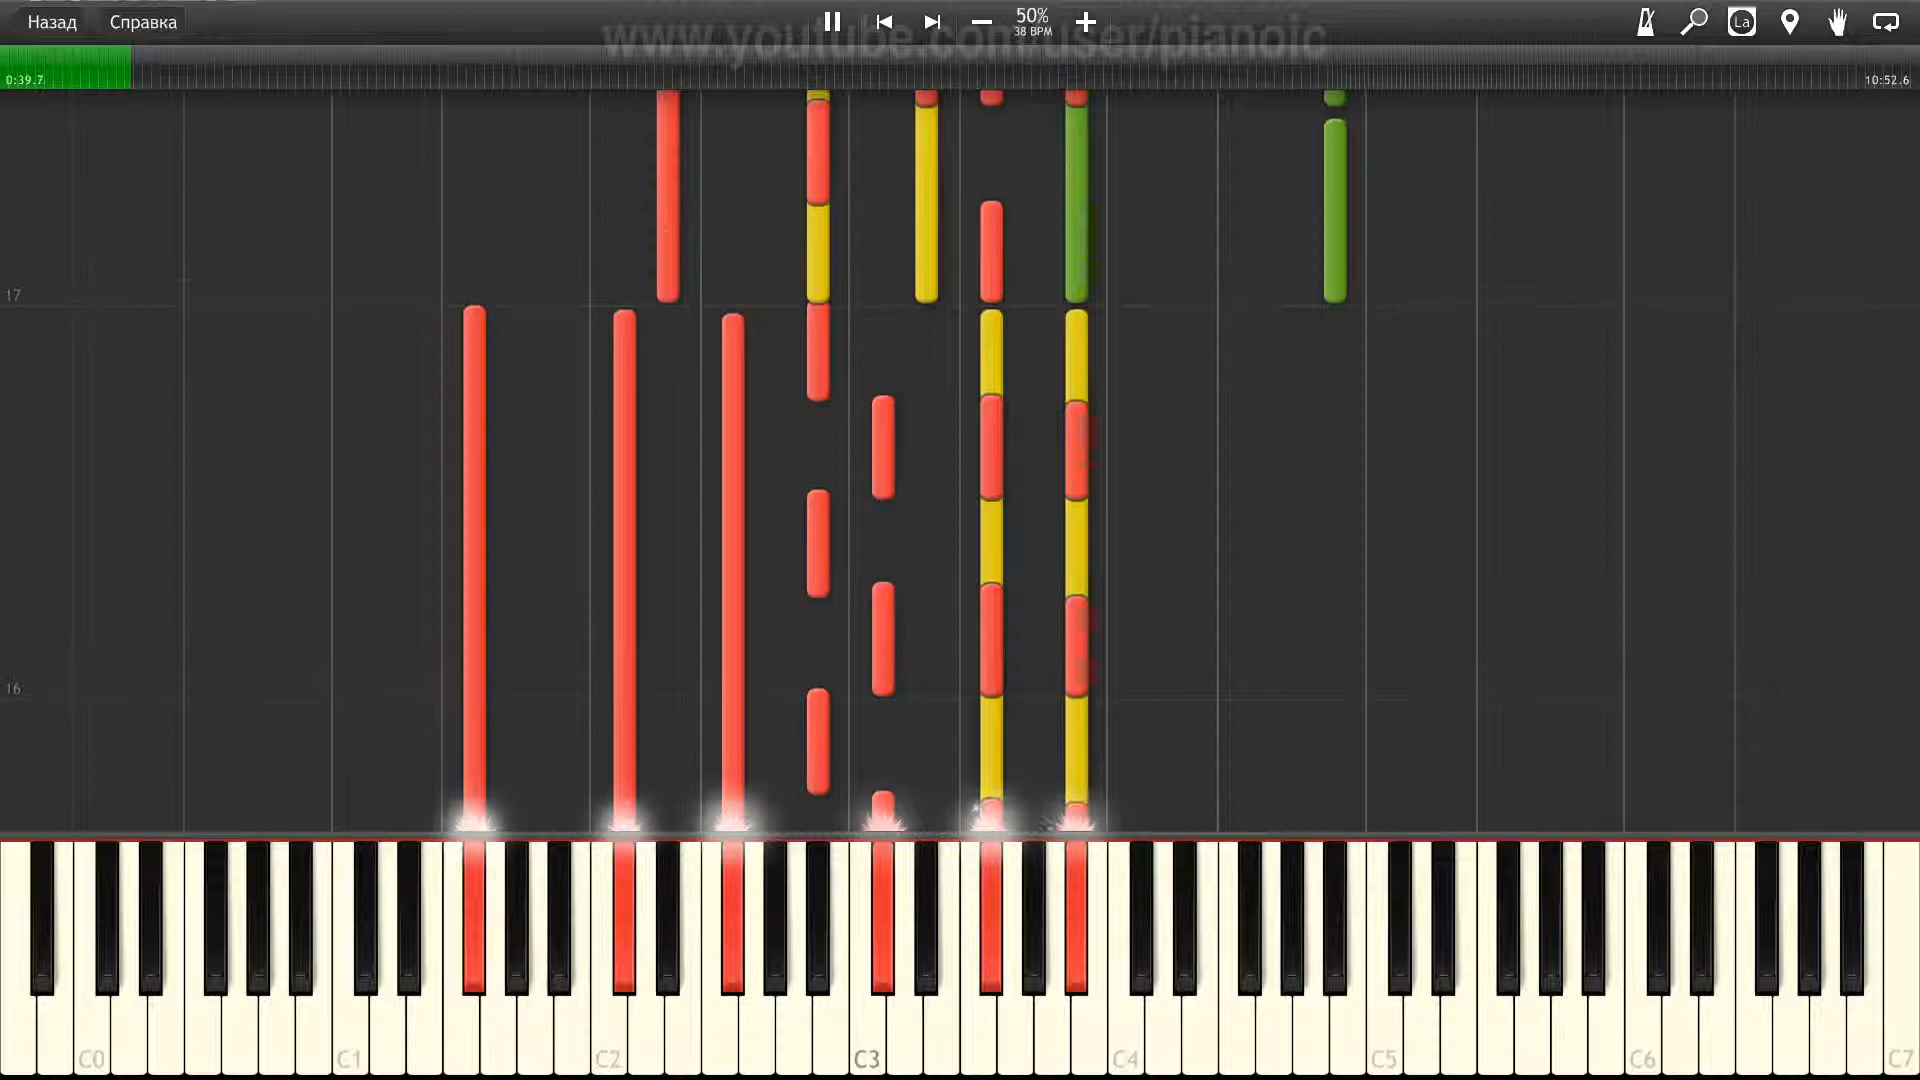 Назад Справка
50%
38 BPM
La
www.youtube.com/user/pianoic
0:39.7 10:52.6
17
16
C0 C1 C2 C3 C4 C5 C6 C7